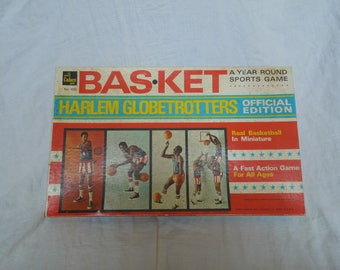 Cadaco
BAS•KET
A YEAR ROUND
SPORTS GAME
HARLEM GLOBETROTTERS
OFFICIAL
EDITION
Real Basketball
In Miniature
A Fast Action Game
For All Ages